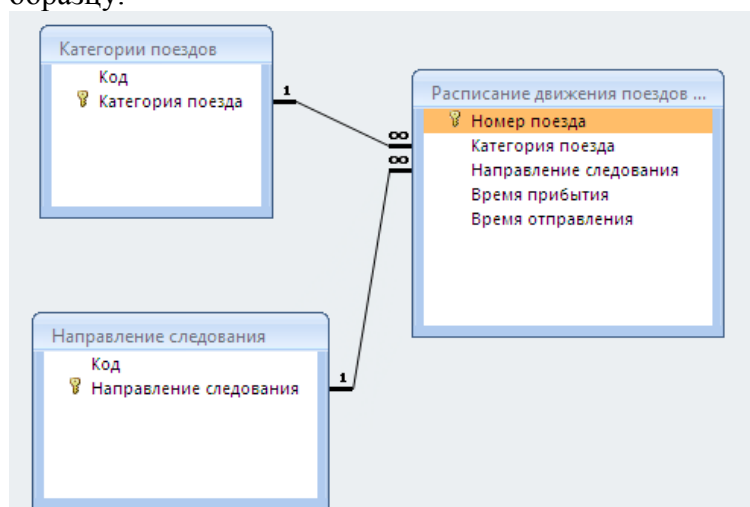 образцу.
Категории поездов
Код
Категория поезда
1
∞
∞
Расписание движения поездов ...
Номер поезда
Категория поезда
Направление следования
Время прибытия
Время отправления
Направление следования
Код
Направление следования
1